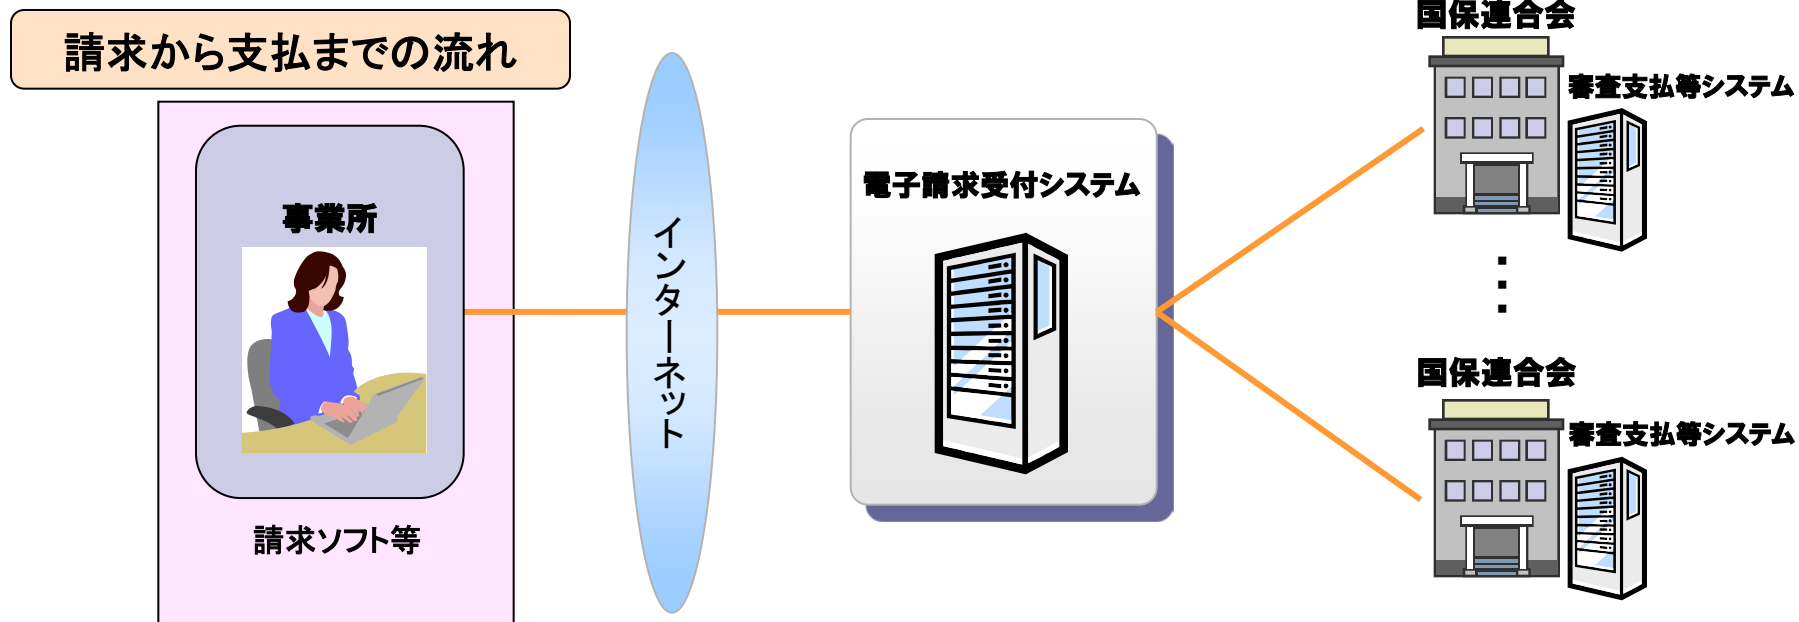 請求から支払までの流れ
事業所
請求ソフト等
インターネット
電子請求受付システム
国保連合会
審査支払等システム
国保連合会
審査支払等システム